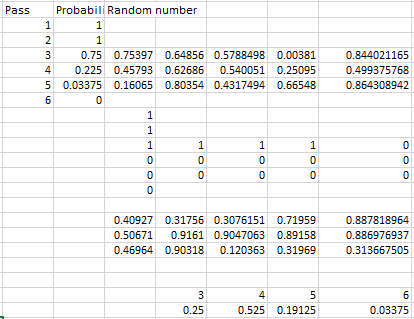 Pass Probabili Random number
1 1
2 1
3 0.75 0.75397 0.64856 0.5788498 0.00381 0.844021165
4 0.225 0.45793 0.62686 0.540051 0.25095 0.499375768
5 0.03375 0.16065 0.80354 0.4317494 0.66548 0.864308942
6 0
1
1
1 1 1 1 0
0 0 0 0 0
0 0 0 0 0
0
0.40927 0.31756 0.3076151 0.71959 0.887818964
0.50671 0.9161 0.9047063 0.89158 0.886976937
0.46964 0.90318 0.120363 0.31969 0.313667505
3 4 5 6
0.25 0.525 0.19125 0.03375